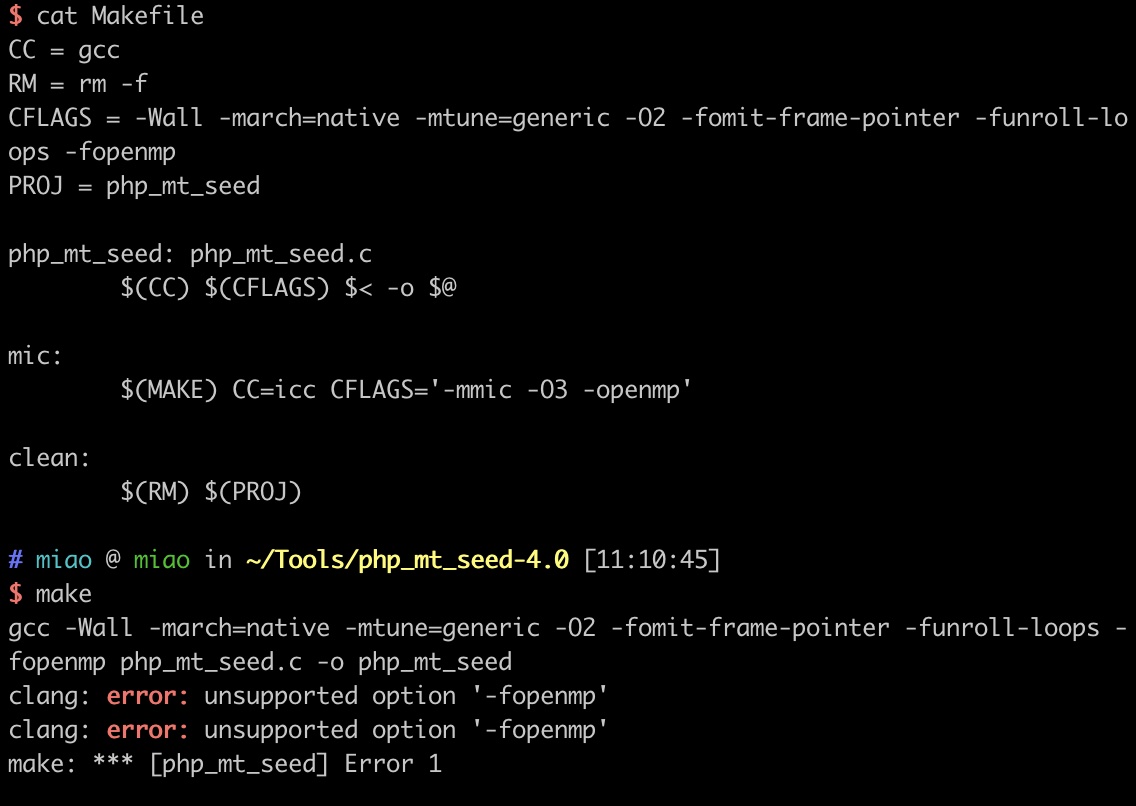 $ cat Makefile
CC = gcc
RM = rm -f
CFLAGS = -Wall -march=native -mtune=generic -O2 -fomit-frame-pointer -funroll-lo
ops -fopenmp
PROJ = php_mt_seed

php_mt_seed: php_mt_seed.c
        $(CC) $(CFLAGS) $< -o $@

mic:
        $(MAKE) CC=icc CFLAGS='-mmic -O3 -openmp'

clean:
        $(RM) $(PROJ)

# miao @ miao in ~/Tools/php_mt_seed-4.0 [11:10:45]
$ make
gcc -Wall -march=native -mtune=generic -O2 -fomit-frame-pointer -funroll-loops -
fopenmp php_mt_seed.c -o php_mt_seed
clang: error: unsupported option '-fopenmp'
clang: error: unsupported option '-fopenmp'
make: *** [php_mt_seed] Error 1